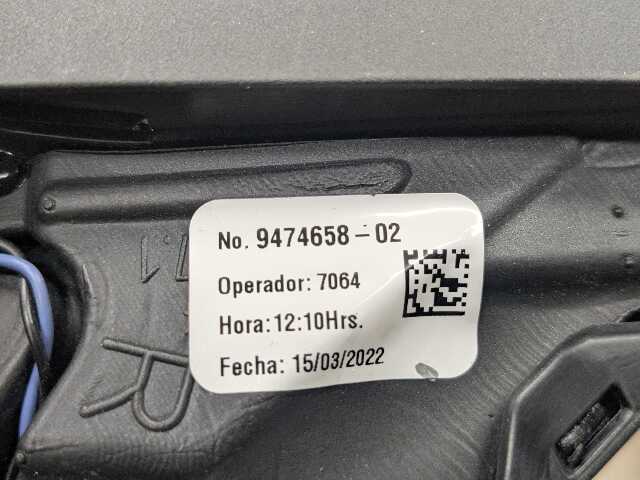 No. 9474658-02
Operador: 7064
Hora:12:10Hrs.
Fecha: 15/03/2022
R